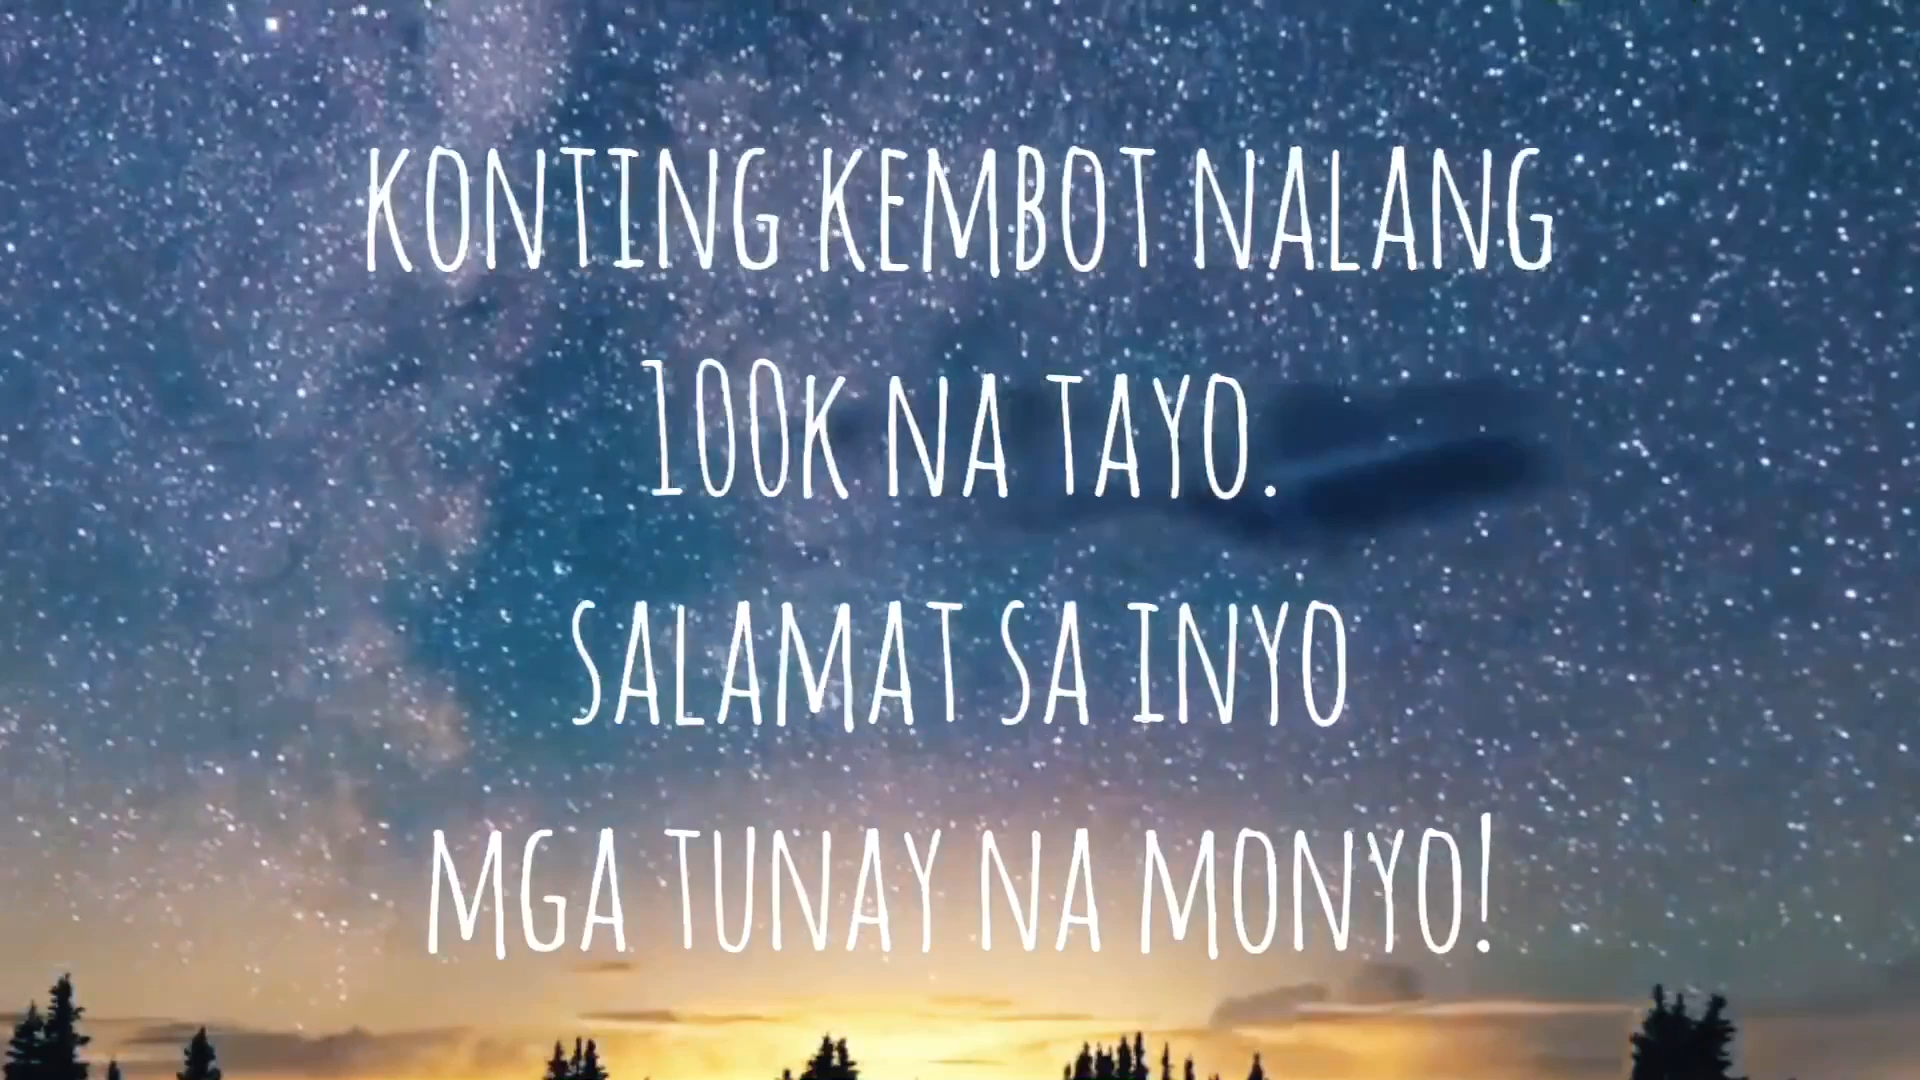 KONTING KEMBOT NALANG
100K NA TAYO.
SALAMAT SA INYO
MGA TUNAY NA MONYO!